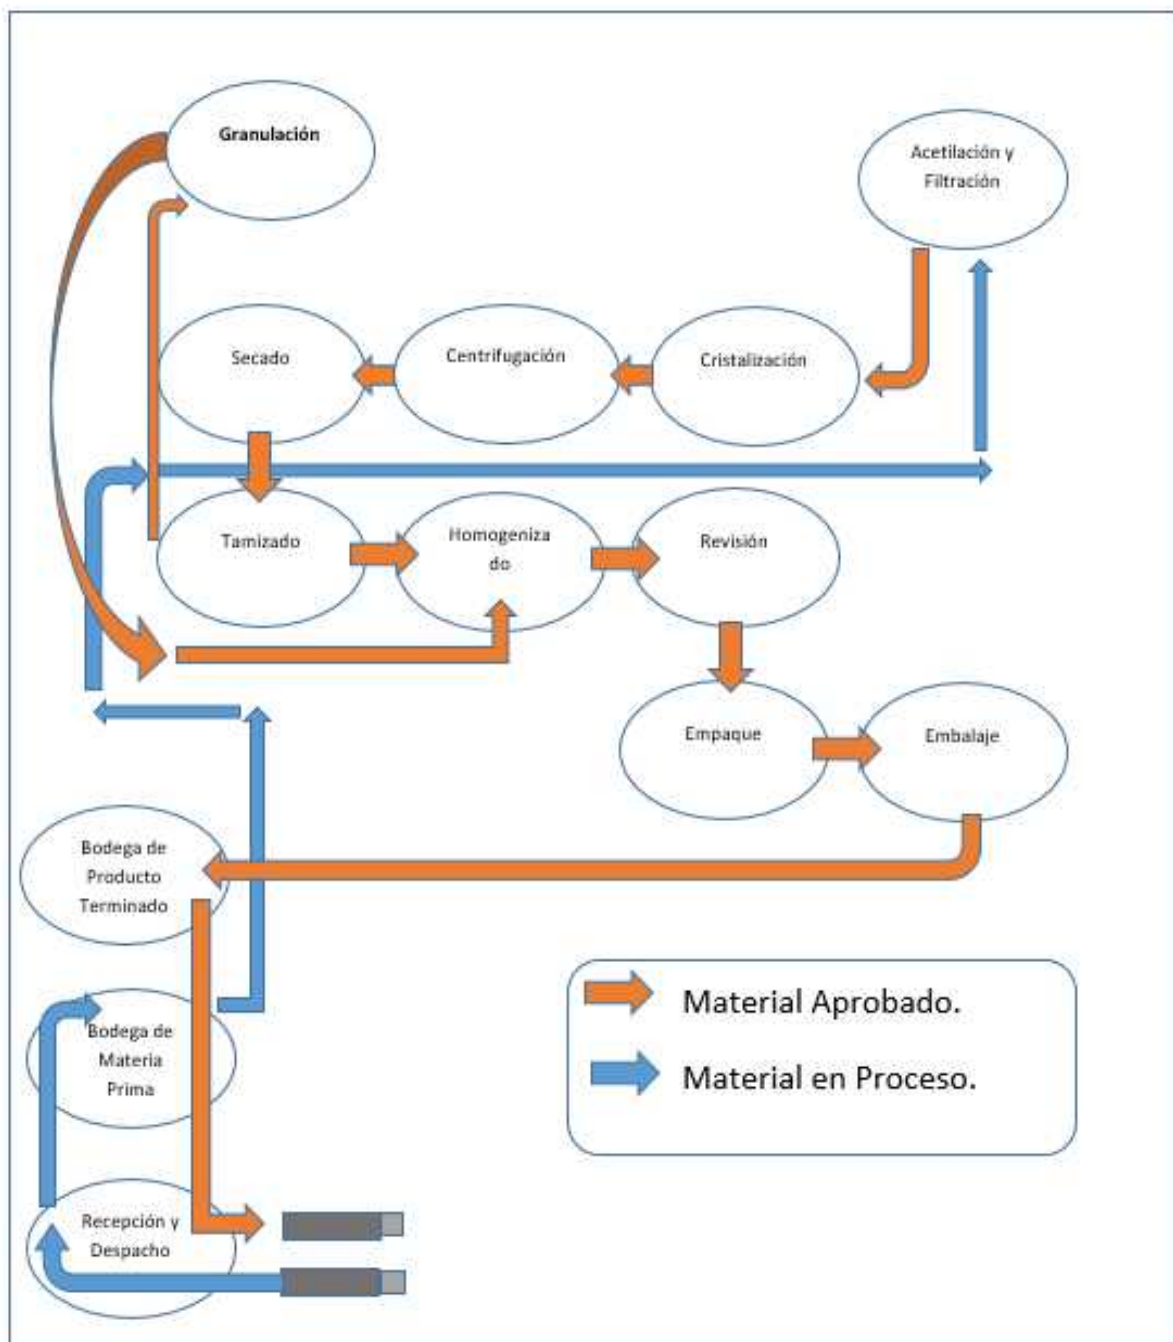 Granulación
Acetilación y
Filtración
Secado
Centrifugación
Cristalización
Tamizado
Homogeniza
do
Revisión
Empaque
Embalaje
Bodega de
Producto
Terminado
Bodega de
Materia
Prima
Recepción y
Despacho
Material Aprobado.
Material en Proceso.